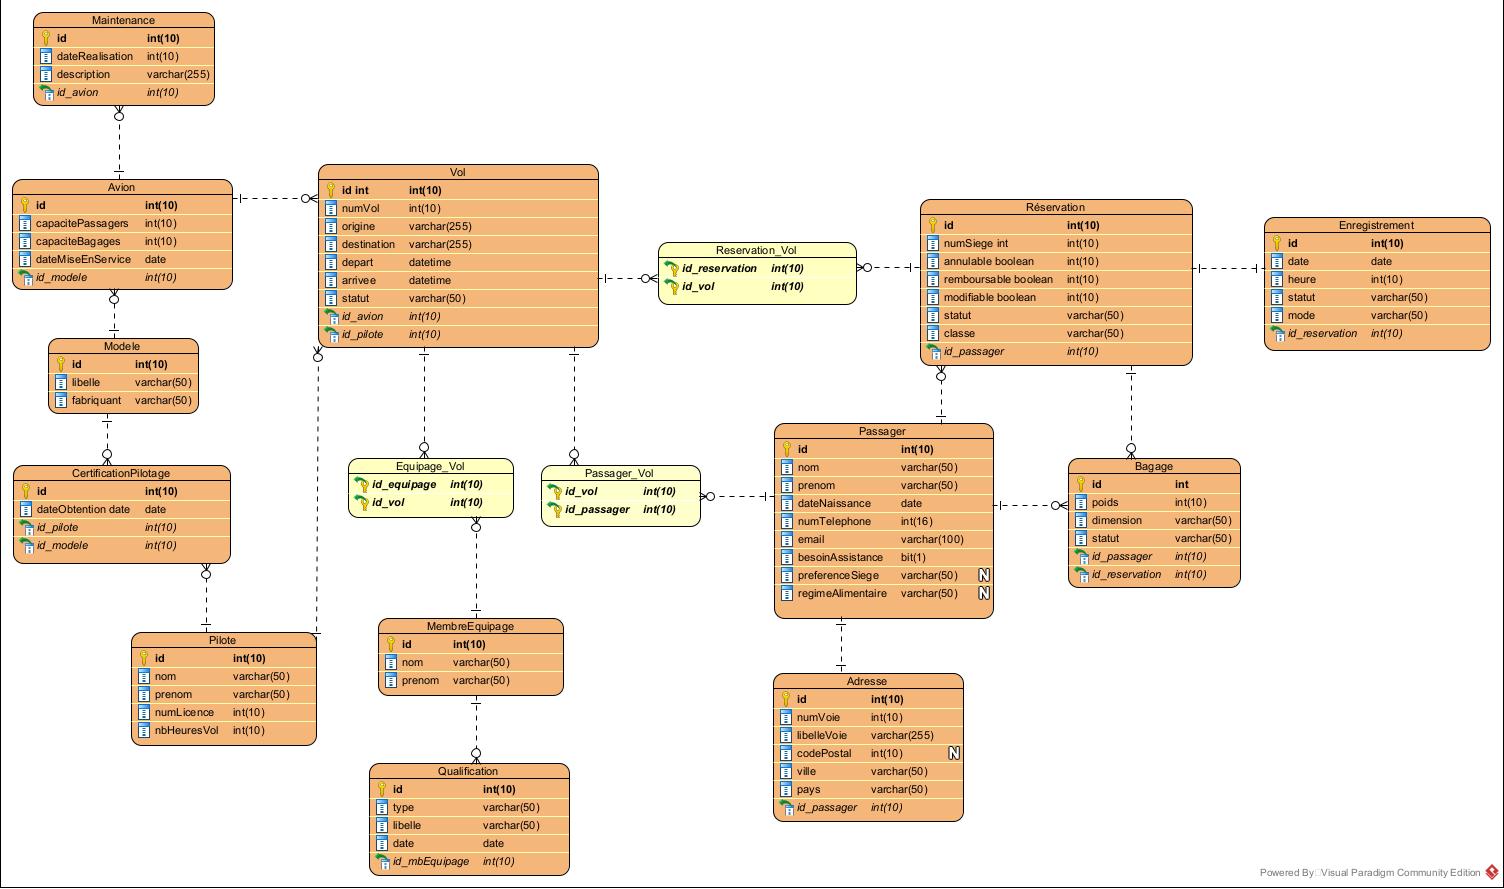 Maintenance
id int(10)
dateRealisation int(10)
description varchar(255)
id_avion int(10)
Avion
id int(10)
capacitePassagers int(10)
capaciteBagages int(10)
dateMiseEnService date
id_modele int(10)
Modele
id int(10)
libelle varchar(50)
fabriquant varchar(50)
CertificationPilotage
id int(10)
dateObtention date date
id_pilote int(10)
id_modele int(10)
Pilote
id int(10)
nom varchar(50)
prenom varchar(50)
numLicence int(10)
nbHeuresVol int(10)
Vol
id int int(10)
numVol int(10)
origine varchar(255)
destination varchar(255)
depart datetime
arrivee datetime
statut varchar(50)
id_avion int(10)
id_pilote int(10)
Equipage_Vol
id_equipage int(10)
id_vol int(10)
Passager_Vol
id_vol int(10)
id_passager int(10)
MembreEquipage
id int(10)
nom varchar(50)
prenom varchar(50)
Qualification
id int(10)
type varchar(50)
libelle varchar(50)
date date
id_mbEquipage int(10)
Reservation_Vol
id_reservation int(10)
id_vol int(10)
Réservation
id int(10)
numSiege int int(10)
annulable boolean int(10)
remboursable boolean int(10)
modifiable boolean int(10)
statut varchar(50)
classe varchar(50)
id_passager int(10)
Enregistrement
id int(10)
date date
heure int(10)
statut varchar(50)
mode varchar(50)
id_reservation int(10)
Passager
id int(10)
nom varchar(50)
prenom varchar(50)
dateNaissance date
numTelephone int(16)
email varchar(100)
besoinAssistance bit(1)
preferenceSiege varchar(50) N
regimeAlimentaire varchar(50) N
Bagage
id int
poids int(10)
dimension varchar(50)
statut varchar(50)
id_passager int(10)
id_reservation int(10)
Adresse
id int(10)
numVoie int(10)
libelleVoie varchar(255)
codePostal int(10) N
ville varchar(50)
pays varchar(50)
id_passager int(10)
Powered By Visual Paradigm Community Edition